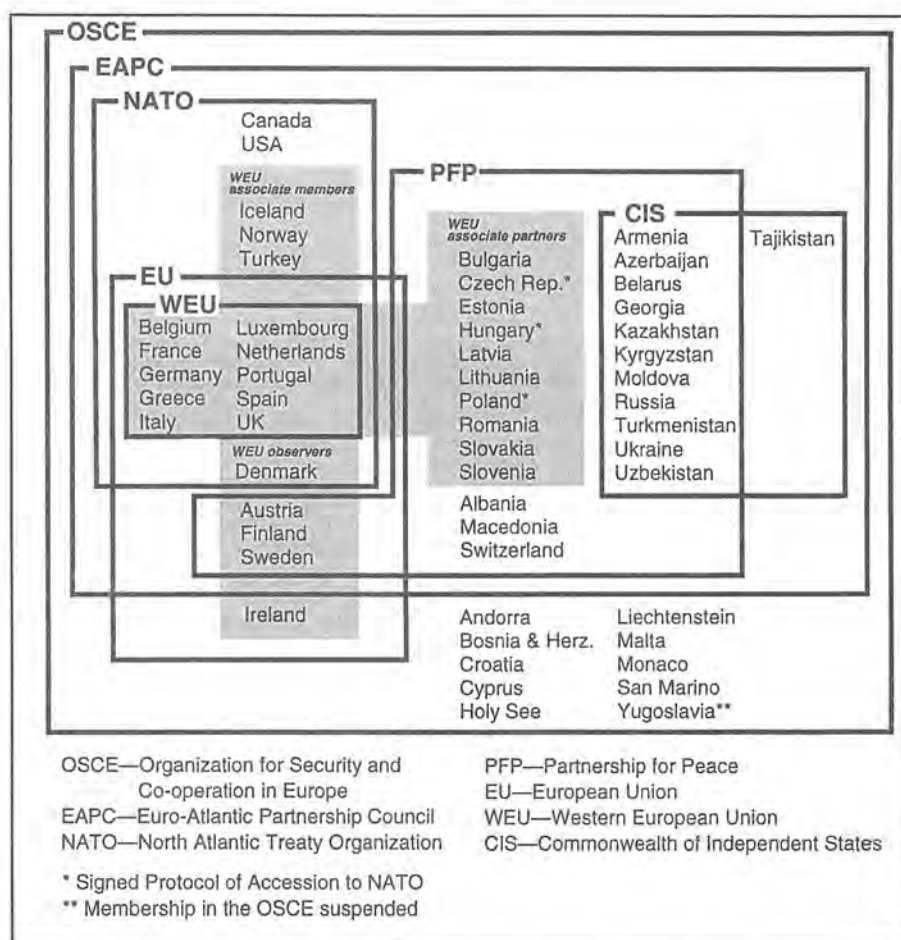 OSCE
EAPC
NATO
Canada
USA
WEU
associate members
Iceland
Norway
Turkey
PFP
WEU
associate partners
Bulgaria
Czech Rep.*
Estonia
Hungary*
Latvia
Lithuania
Poland*
Romania
Slovakia
Slovenia
CIS
Armenia
Azerbaijan
Belarus
Georgia
Kazakhstan
Kyrgyzstan
Moldova
Russia
Turkmenistan
Ukraine
Uzbekistan
Tajikistan
EU
WEU
Belgium Luxembourg
France Netherlands
Germany Portugal
Greece Spain
Italy UK
WEU observers
Denmark
Austria
Finland
Sweden
Ireland
Albania
Macedonia
Switzerland
Andorra Liechtenstein
Bosnia & Herz. Malta
Croatia Monaco
Cyprus San Marino
Holy See Yugoslavia**
OSCE—Organization for Security and
Co-operation in Europe
EAPC—Euro-Atlantic Partnership Council
NATO—North Atlantic Treaty Organization
PFP—Partnership for Peace
EU—European Union
WEU—Western European Union
CIS—Commonwealth of Independent States
* Signed Protocol of Accession to NATO
** Membership in the OSCE suspended